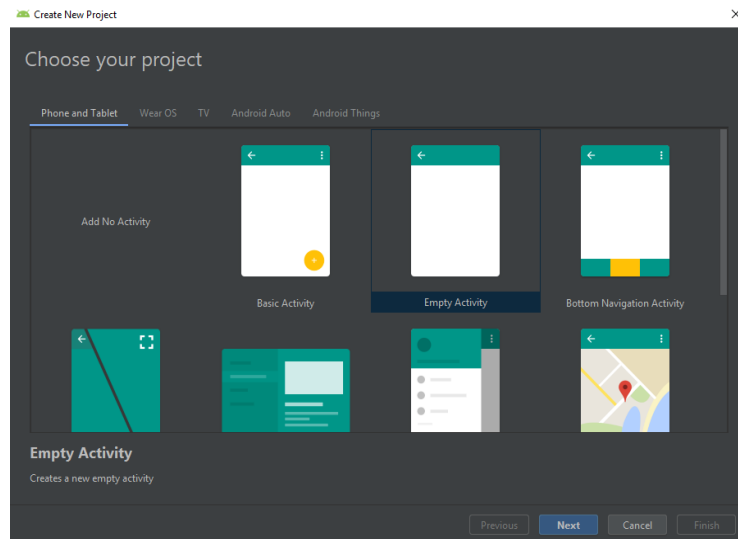 Create New Project
Choose your project
Phone and Tablet Wear OS TV Android Auto Android Things
Add No Activity
Basic Activity Empty Activity Bottom Navigation Activity
Empty Activity
Creates a new empty activity
Previous Next Cancel Finish